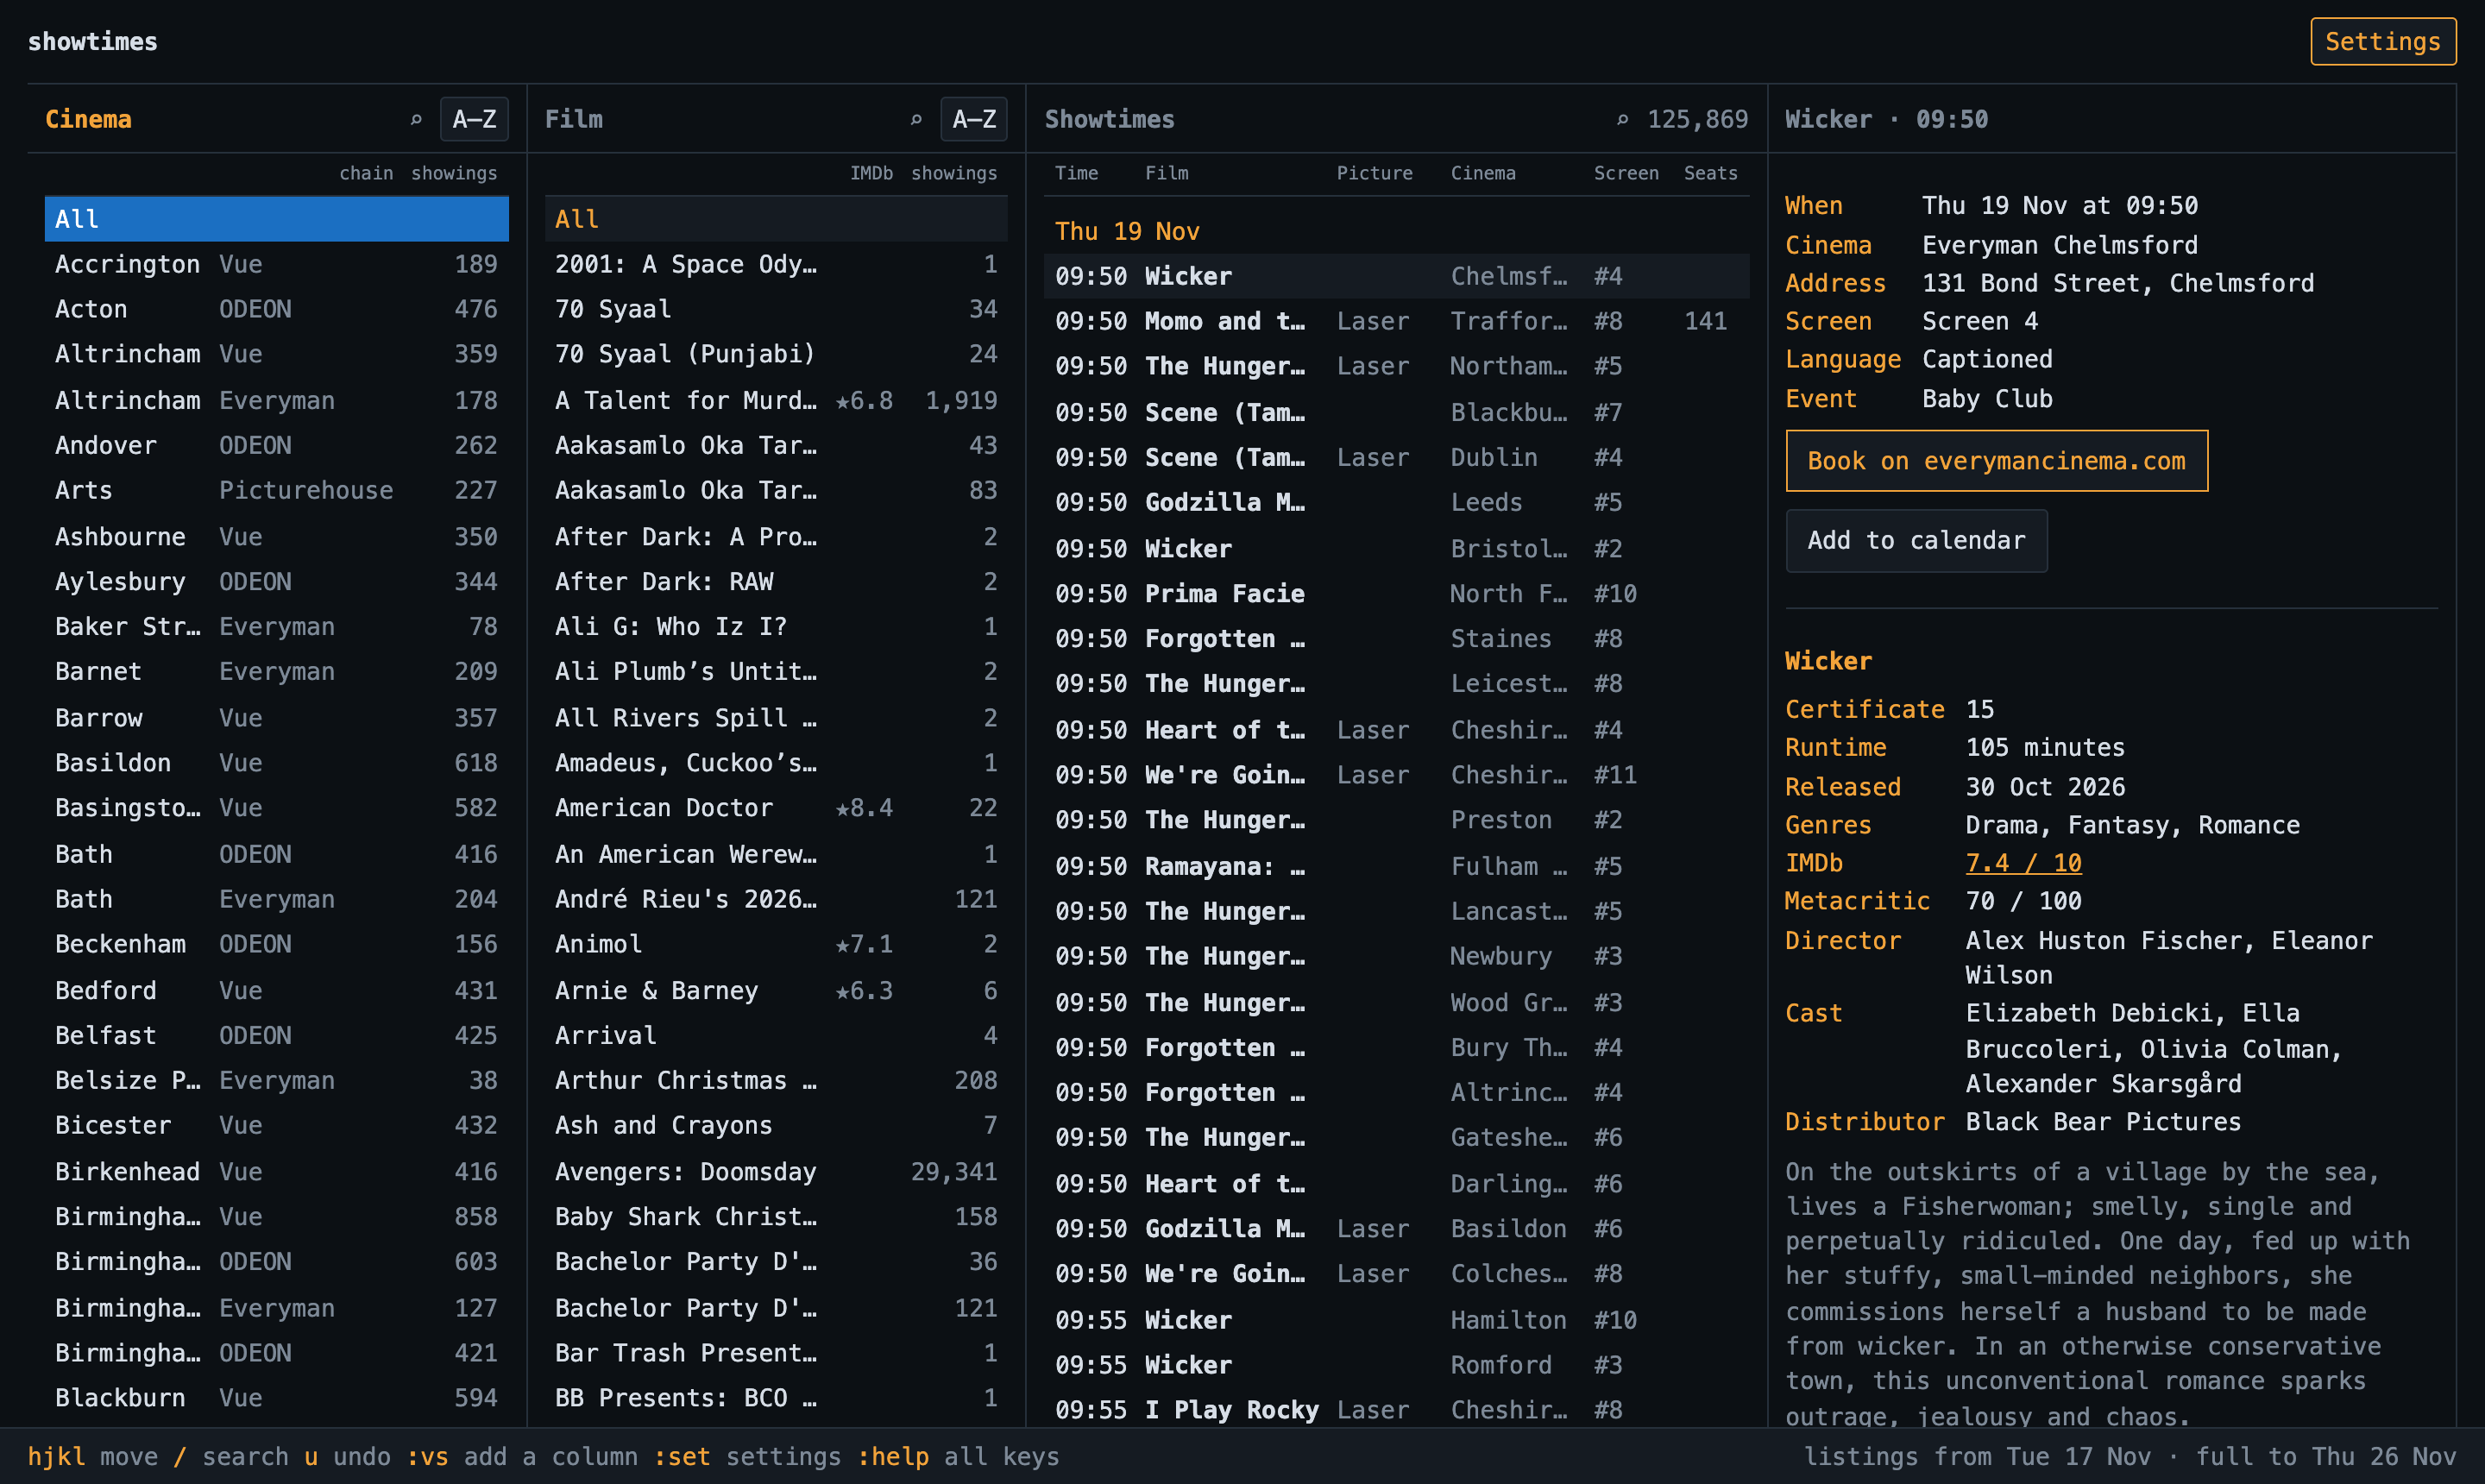 showtimes
Settings
Cinema ⌕ A–Z
chain showings
All
Accrington Vue 189
Acton ODEON 476
Altrincham Vue 359
Altrincham Everyman 178
Andover ODEON 262
Arts Picturehouse 227
Ashbourne Vue 350
Aylesbury ODEON 344
Baker Str… Everyman 78
Barnet Everyman 209
Barrow Vue 357
Basildon Vue 618
Basingsto… Vue 582
Bath ODEON 416
Bath Everyman 204
Beckenham ODEON 156
Bedford Vue 431
Belfast ODEON 425
Belsize P… Everyman 38
Bicester Vue 432
Birkenhead Vue 416
Birmingha… Vue 858
Birmingha… ODEON 603
Birmingha… Everyman 127
Birmingha… ODEON 421
Blackburn Vue 594
Film ⌕ A–Z
IMDb showings
All
2001: A Space Ody… 1
70 Syaal 34
70 Syaal (Punjabi) 24
A Talent for Murd… ★6.8 1,919
Aakasamlo Oka Tar… 43
Aakasamlo Oka Tar… 83
After Dark: A Pro… 2
After Dark: RAW 2
Ali G: Who Iz I? 1
Ali Plumb’s Untit… 2
All Rivers Spill … 2
Amadeus, Cuckoo’s… 1
American Doctor ★8.4 22
An American Werew… 1
André Rieu's 2026… 121
Animol ★7.1 2
Arnie & Barney ★6.3 6
Arrival 4
Arthur Christmas … 208
Ash and Crayons 7
Avengers: Doomsday 29,341
Baby Shark Christ… 158
Bachelor Party D'… 36
Bachelor Party D'… 121
Bar Trash Present… 1
BB Presents: BCO … 1
Showtimes ⌕ 125,869
Time Film Picture Cinema Screen Seats
Thu 19 Nov
09:50 Wicker Chelmsf… #4
09:50 Momo and t… Laser Traffor… #8 141
09:50 The Hunger… Laser Northam… #5
09:50 Scene (Tam… Blackbu… #7
09:50 Scene (Tam… Laser Dublin #4
09:50 Godzilla M… Leeds #5
09:50 Wicker Bristol… #2
09:50 Prima Facie North F… #10
09:50 Forgotten … Staines #8
09:50 The Hunger… Leicest… #8
09:50 Heart of t… Laser Cheshir… #4
09:50 We're Goin… Laser Cheshir… #11
09:50 The Hunger… Preston #2
09:50 Ramayana: … Fulham … #5
09:50 The Hunger… Lancast… #5
09:50 The Hunger… Newbury #3
09:50 The Hunger… Wood Gr… #3
09:50 Forgotten … Bury Th… #4
09:50 Forgotten … Altrinc… #4
09:50 The Hunger… Gateshe… #6
09:50 Heart of t… Darling… #6
09:50 Godzilla M… Laser Basildon #6
09:50 We're Goin… Laser Colches… #8
09:55 Wicker Hamilton #10
09:55 Wicker Romford #3
09:55 I Play Rocky Laser Cheshir… #8
Wicker · 09:50
When Thu 19 Nov at 09:50
Cinema Everyman Chelmsford
Address 131 Bond Street, Chelmsford
Screen Screen 4
Language Captioned
Event Baby Club
Book on everymancinema.com
Add to calendar
Wicker
Certificate 15
Runtime 105 minutes
Released 30 Oct 2026
Genres Drama, Fantasy, Romance
IMDb 7.4 / 10
Metacritic 70 / 100
Director Alex Huston Fischer, Eleanor
Wilson
Cast Elizabeth Debicki, Ella
Bruccoleri, Olivia Colman,
Alexander Skarsgård
Distributor Black Bear Pictures
On the outskirts of a village by the sea,
lives a Fisherwoman; smelly, single and
perpetually ridiculed. One day, fed up with
her stuffy, small-minded neighbors, she
commissions herself a husband to be made
from wicker. In an otherwise conservative
town, this unconventional romance sparks
outrage, jealousy and chaos.
hjkl move / search u undo :vs add a column :set settings :help all keys
listings from Tue 17 Nov · full to Thu 26 Nov